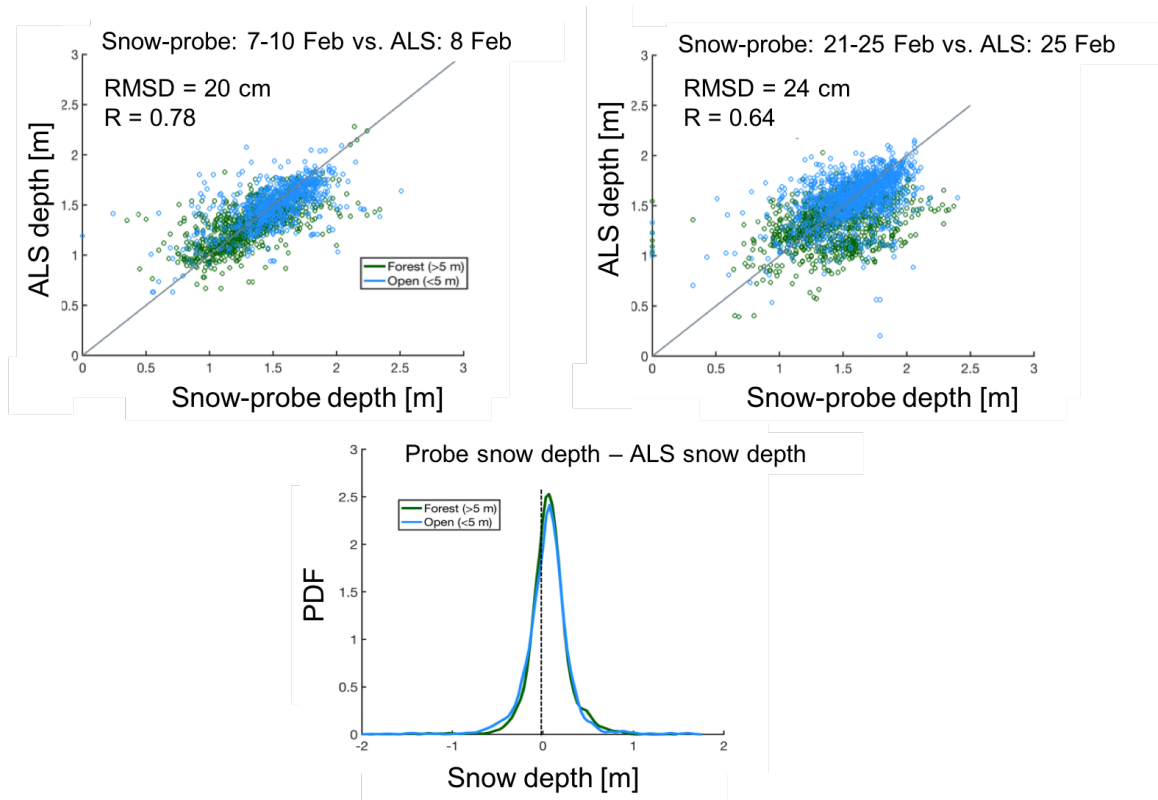 Snow-probe: 7-10 Feb vs. ALS: 8 Feb
RMSD = 20 cm
R = 0.78
ALS depth [m]
3
2.5
2
1.5
1
0.5
0
0.5
1
1.5
2
2.5
3
Forest (>5 m)
Open (<5 m)
Snow-probe depth [m]
Snow-probe: 21-25 Feb vs. ALS: 25 Feb
RMSD = 24 cm
R = 0.64
ALS depth [m]
3
2.5
2
1.5
1
0.5
0
0
0.5
1
1.5
2
2.5
3
Snow-probe depth [m]
Probe snow depth – ALS snow depth
Forest (>5 m)
Open (<5 m)
PDF
3
2.5
2
1.5
1
0.5
0
-2
-1
0
1
2
Snow depth [m]